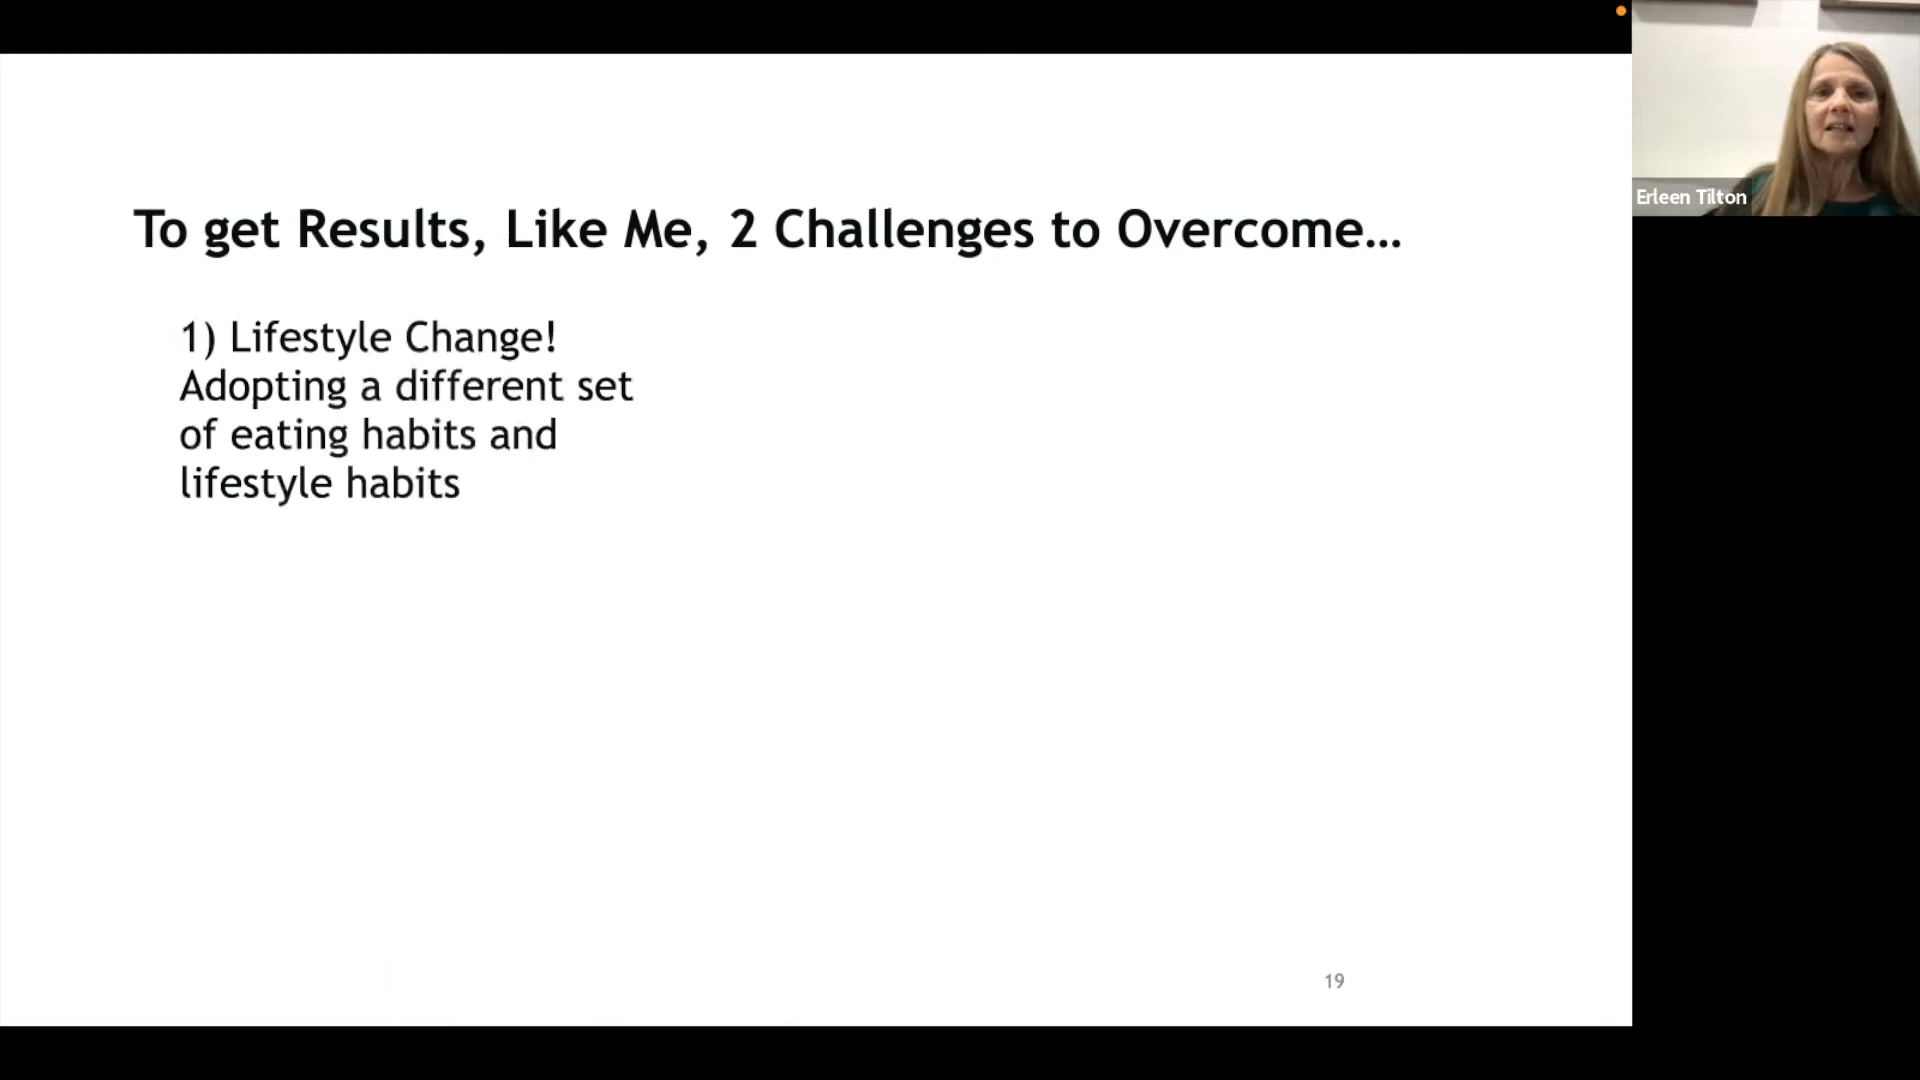 To get Results, Like Me, 2 Challenges to Overcome…
1) Lifestyle Change!
Adopting a different set
of eating habits and
lifestyle habits
19
Erleen Tilton